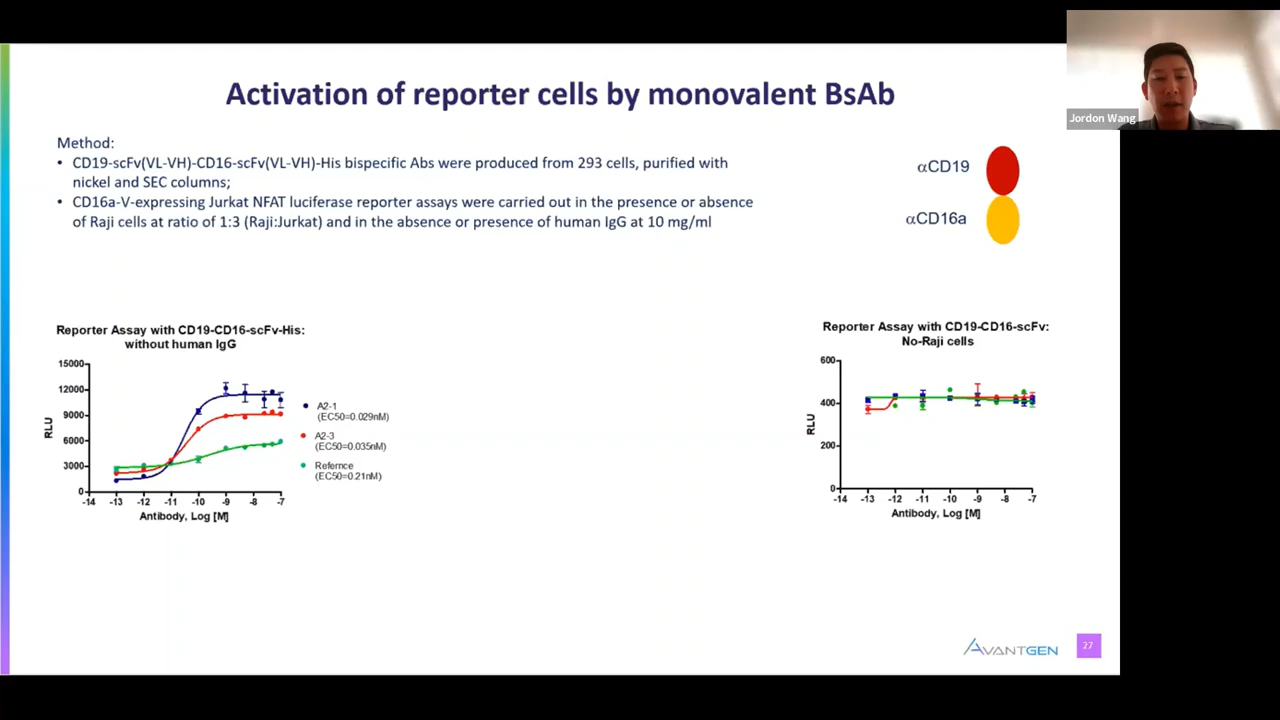 Activation of reporter cells by monovalent BsAb
Jordon Wang
Method:
• CD19-scFv(VL-VH)-CD16-scFv(VL-VH)-His bispecific Abs were produced from 293 cells, purified with
nickel and SEC columns;
• CD16a-V-expressing Jurkat NFAT luciferase reporter assays were carried out in the presence or absence
of Raji cells at ratio of 1:3 (Raji:Jurkat) and in the absence or presence of human IgG at 10 mg/ml
αCD19
αCD16a
Reporter Assay with CD19-CD16-scFv-His:
without human IgG
15000
12000
9000
6000
3000
0
RLU
-14 -13 -12 -11 -10 -9 -8 -7
Antibody, Log [M]
A2-1
(EC50=0.029nM)
A2-3
(EC50=0.035nM)
Refernce
(EC50=0.21nM)
Reporter Assay with CD19-CD16-scFv:
No-Raji cells
600
400
200
0
RLU
-14 -13 -12 -11 -10 -9 -8 -7
Antibody, Log [M]
AVANTGEN
27